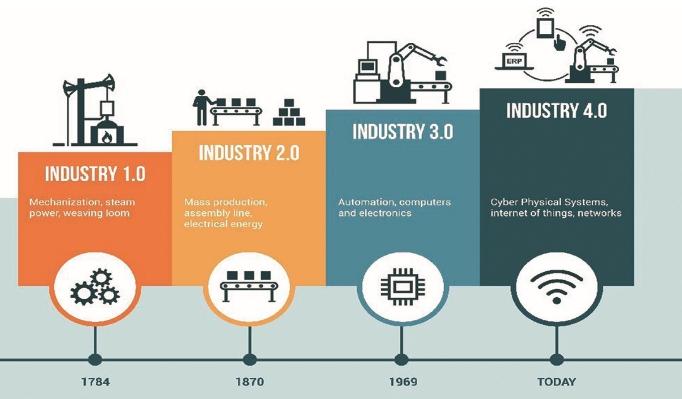 ERP
INDUSTRY 1.0
Mechanization, steam
power, weaving loom
INDUSTRY 2.0
Mass production,
assembly line,
electrical energy
INDUSTRY 3.0
Automation, computers
and electronics
INDUSTRY 4.0
Cyber Physical Systems,
internet of things, networks
1784
1870
1969
TODAY